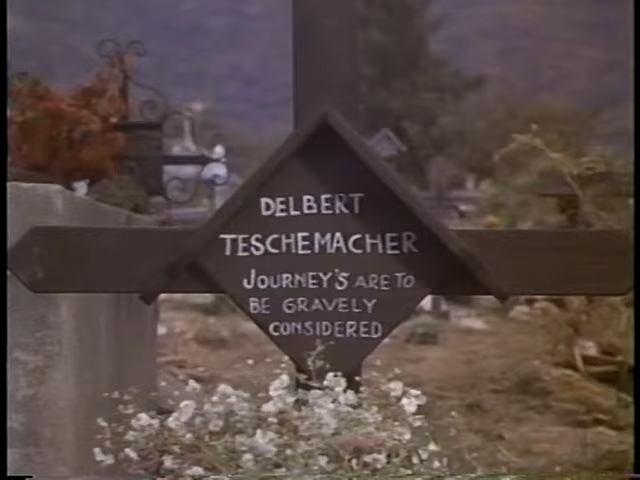 DELBERT
TESCHEMACHER
JOURNEY'S ARE TO
BE GRAVELY
CONSIDERED